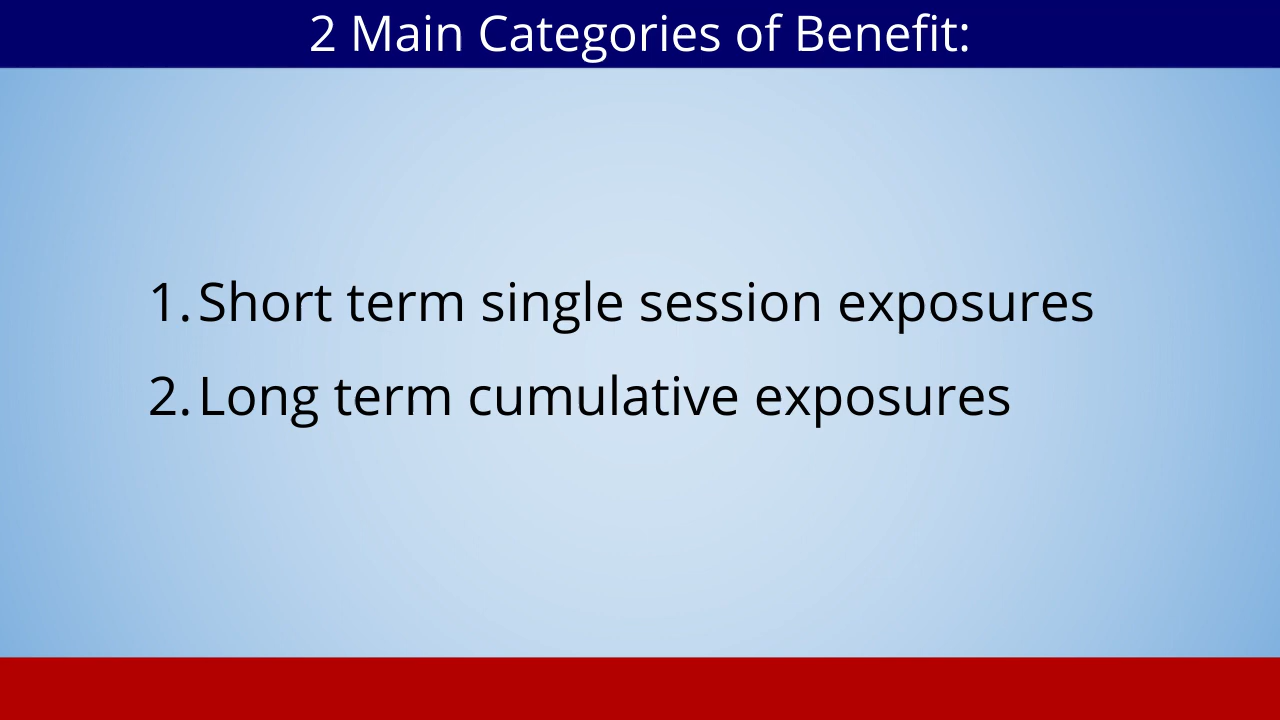 2 Main Categories of Benefit:
1. Short term single session exposures
2. Long term cumulative exposures